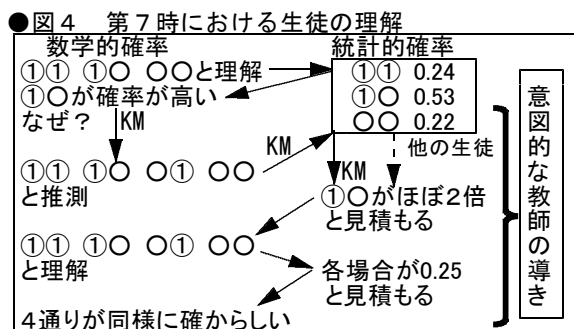 ●図4　第7時における生徒の理解
数学的確率
統計的確率
①① ①○ ○○と理解
①○が確率が高い
なぜ？
KM
①① 0.24
①○ 0.53
○○ 0.22
KM
他の生徒
KM
①① ①○ ○① ○○
と推測
①○がほぼ2倍
と見積もる
①① ①○ ○① ○○
と理解
各場合が0.25
と見積もる
4通りが同様に確からしい
意図的な教師の導き